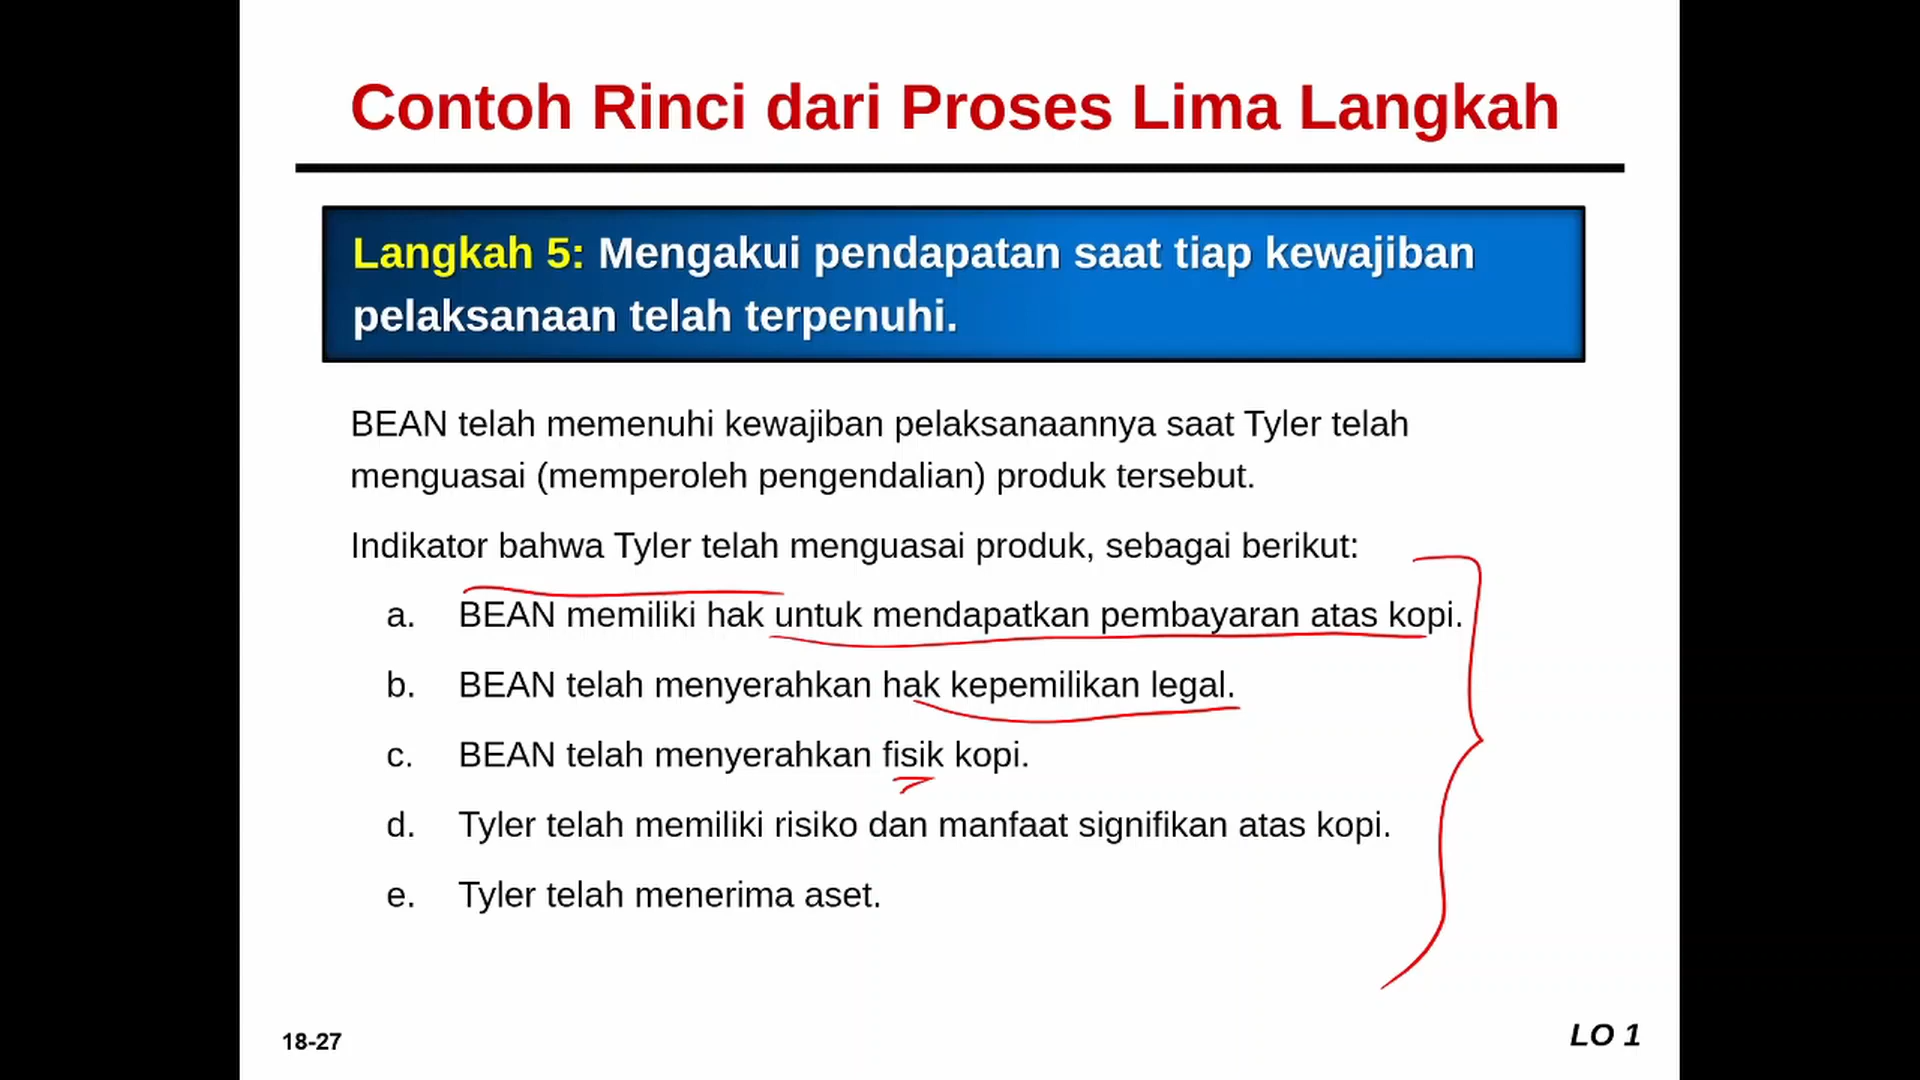 Contoh Rinci dari Proses Lima Langkah
Langkah 5: Mengakui pendapatan saat tiap kewajiban
pelaksanaan telah terpenuhi.
BEAN telah memenuhi kewajiban pelaksanaannya saat Tyler telah
menguasai (memperoleh pengendalian) produk tersebut.
Indikator bahwa Tyler telah menguasai produk, sebagai berikut:
a. BEAN memiliki hak untuk mendapatkan pembayaran atas kopi.
b. BEAN telah menyerahkan hak kepemilikan legal.
c. BEAN telah menyerahkan fisik kopi.
d. Tyler telah memiliki risiko dan manfaat signifikan atas kopi.
e. Tyler telah menerima aset.
18-27
LO 1